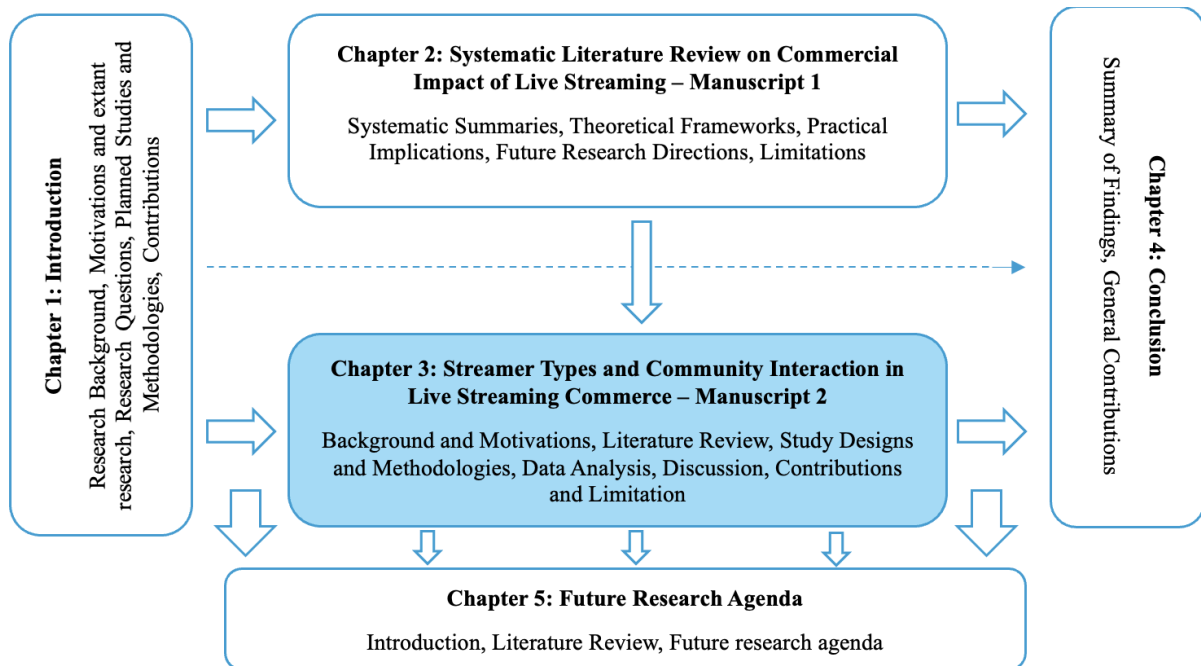 Chapter 1: Introduction
Research Background, Motivations and extant
research, Research Questions, Planned Studies and
Methodologies, Contributions
Chapter 2: Systematic Literature Review on Commercial
Impact of Live Streaming – Manuscript 1
Systematic Summaries, Theoretical Frameworks, Practical
Implications, Future Research Directions, Limitations
Chapter 3: Streamer Types and Community Interaction in
Live Streaming Commerce – Manuscript 2
Background and Motivations, Literature Review, Study Designs
and Methodologies, Data Analysis, Discussion, Contributions
and Limitation
Chapter 4: Conclusion
Summary of Findings, General Contributions
Chapter 5: Future Research Agenda
Introduction, Literature Review, Future research agenda